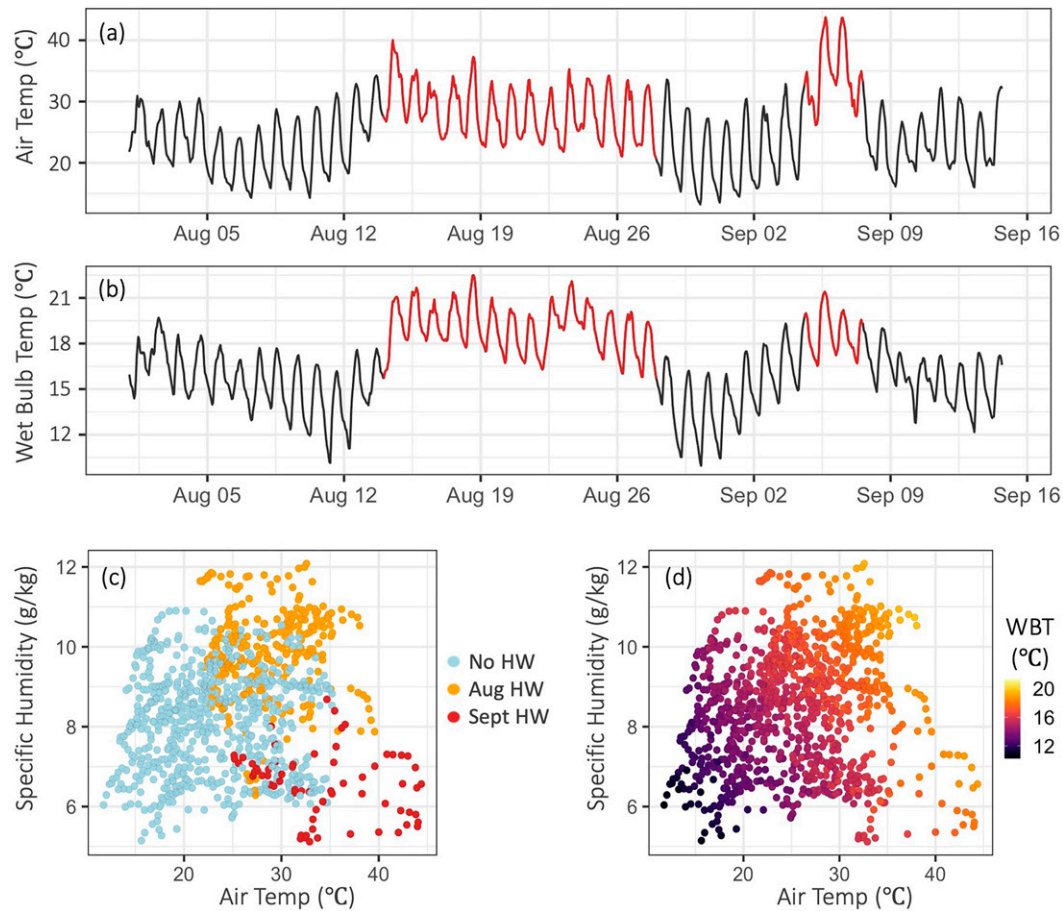 (a)
Air Temp (°C)
40
30
20
Aug 05 Aug 12 Aug 19 Aug 26 Sep 02 Sep 09 Sep 16
(b)
Wet Bulb Temp (°C)
21
18
15
12
Aug 05 Aug 12 Aug 19 Aug 26 Sep 02 Sep 09 Sep 16
(c)
Specific Humidity (g/kg)
12
10
8
6
20 30 40
Air Temp (°C)
No HW
Aug HW
Sept HW
(d)
Specific Humidity (g/kg)
12
10
8
6
20 30 40
Air Temp (°C)
WBT
(°C)
20
16
12